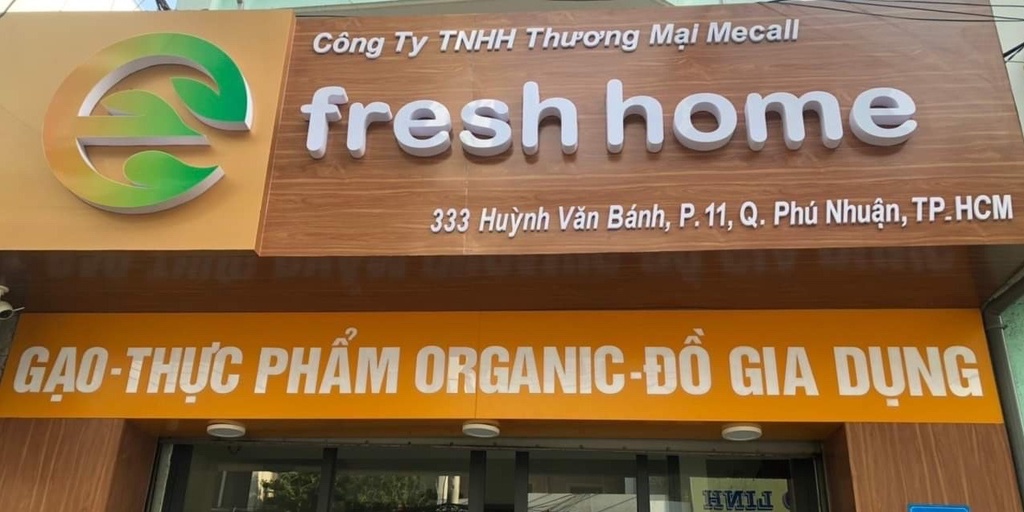 Công Ty TNHH Thương Mại Mecall
fresh home
333 Huỳnh Văn Bánh, P. 11, Q. Phú Nhuận, TP.HCM
GẠO-THỰC PHẨM ORGANIC-ĐỒ GIA DỤNG
LINH